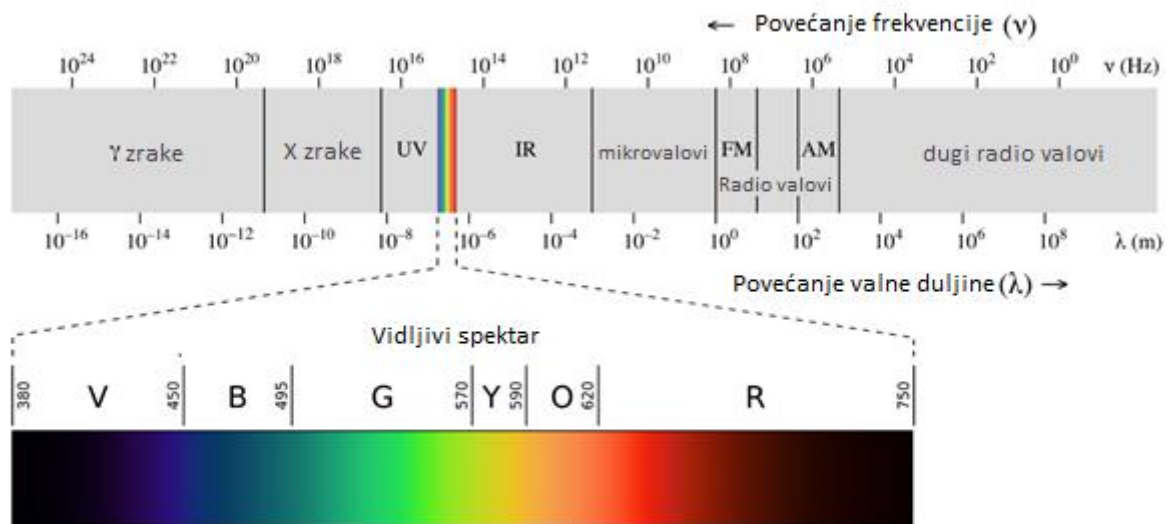 ← Povećanje frekvencije (ν)
10²⁴ 10²² 10²⁰ 10¹⁸ 10¹⁶ 10¹⁴ 10¹² 10¹⁰ 10⁸ 10⁶ 10⁴ 10² 10⁰ ν (Hz)
γ zrake X zrake UV IR mikrovalovi FM AM dugi radio valovi
Radio valovi
10⁻¹⁶ 10⁻¹⁴ 10⁻¹² 10⁻¹⁰ 10⁻⁸ 10⁻⁶ 10⁻⁴ 10⁻² 10⁰ 10² 10⁴ 10⁶ 10⁸ λ (m)
Povećanje valne duljine (λ) →
Vidljivi spektar
380 V 450 B 495 G 570 Y 590 O 620 R 750